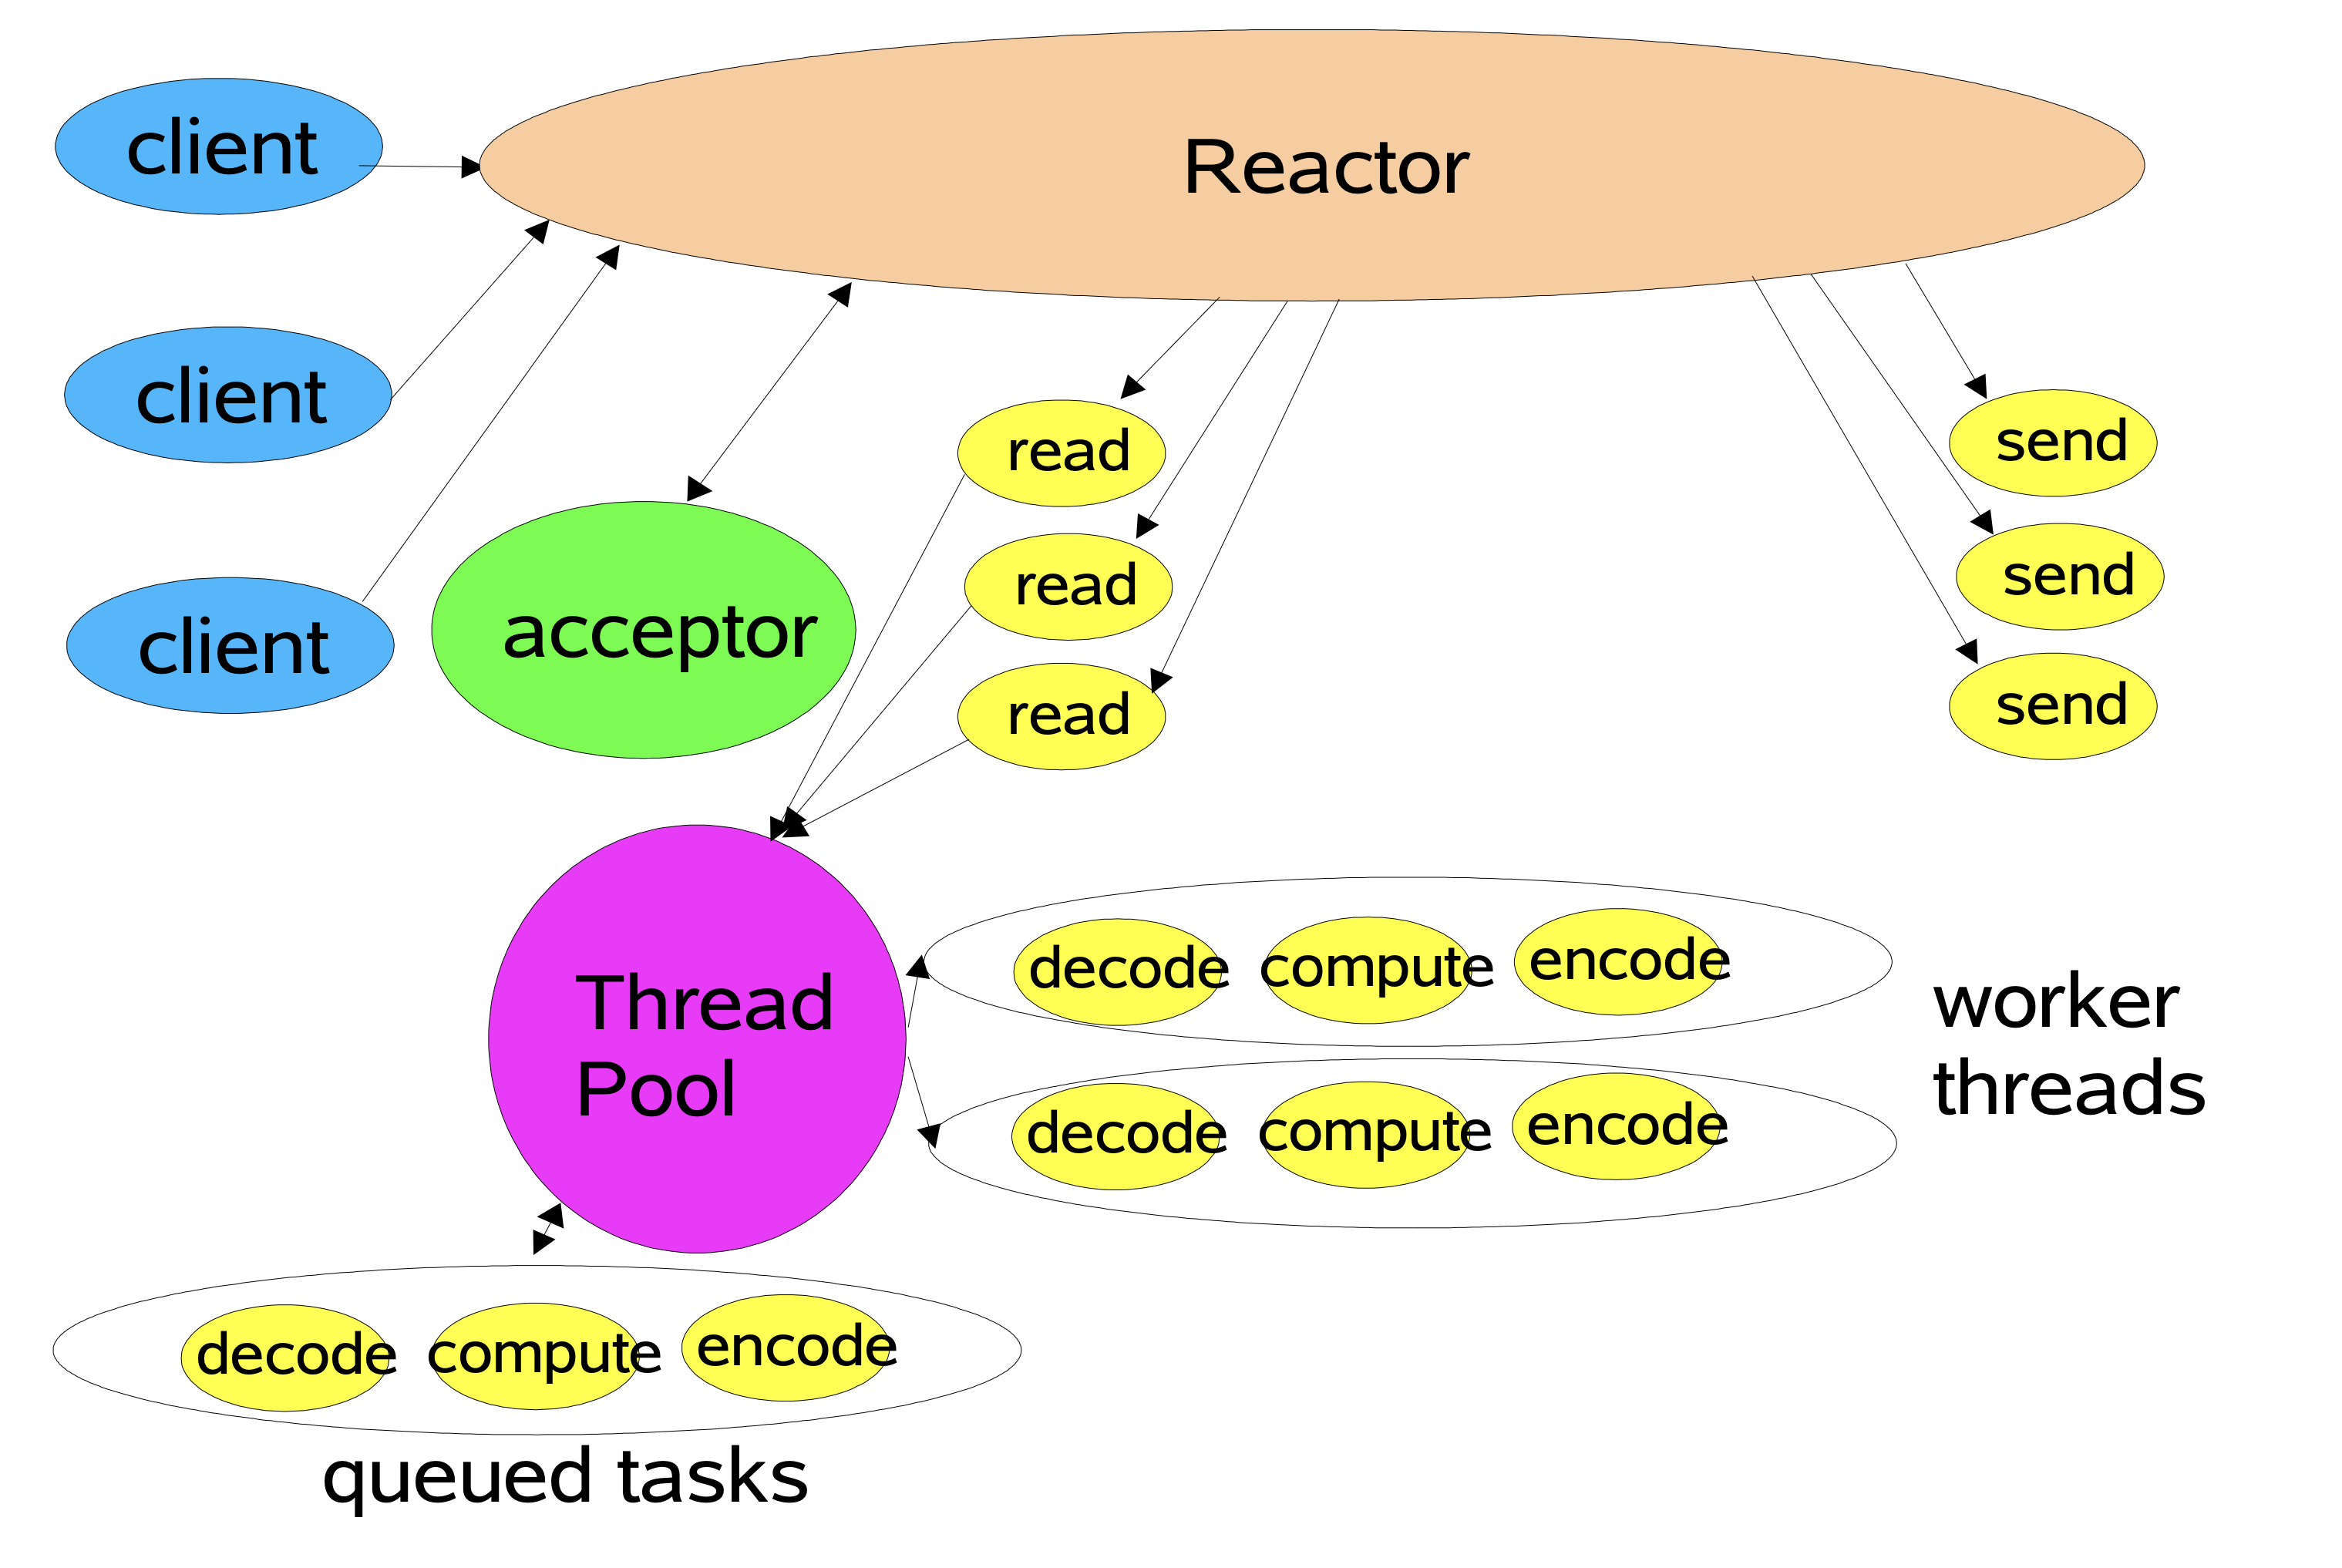 client
Reactor
client
client
acceptor
read
read
read
send
send
send
Thread
Pool
decode compute encode
decode compute encode
worker
threads
decode compute encode
queued tasks